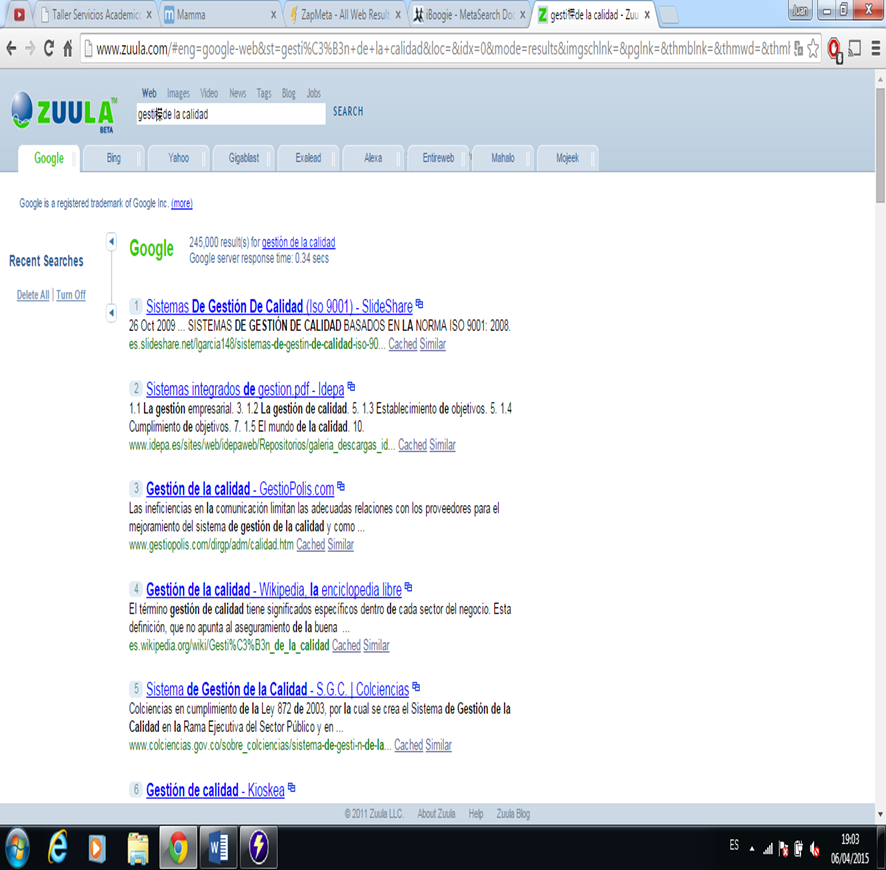 Taller Servicios Academico
Mamma
ZapMeta - All Web Result
iBoogie - MetaSearch Doc
de la calidad - Zuu
Juan
www.zuula.com/#eng=google-web&st=gesti%C3%B3n+de+la+calidad&loc=&idx=0&mode=results&imgschlnk=&pglnk=&thmblnk=&thmwd=&thmh
Web Images Video News Tags Blog Jobs
ZUULA™
BETA
de la calidad
SEARCH
Google Bing Yahoo Gigablast Exalead Alexa Entireweb Mahalo Mojeek
Google is a registered trademark of Google Inc. (more)
Recent Searches
Delete All | Turn Off
Google
245,000 result(s) for gestión de la calidad
Google server response time: 0.34 secs
1 Sistemas De Gestión De Calidad (Iso 9001) - SlideShare
26 Oct 2009 ... SISTEMAS DE GESTIÓN DE CALIDAD BASADOS EN LA NORMA ISO 9001: 2008.
es.slideshare.net/lgarcia148/sistemas-de-gestin-de-calidad-iso-90... Cached Similar
2 Sistemas integrados de gestion.pdf - Idepa
1.1 La gestión empresarial. 3. 1.2 La gestión de calidad. 5. 1.3 Establecimiento de objetivos. 5. 1.4
Cumplimiento de objetivos. 7. 1.5 El mundo de la calidad. 10.
www.idepa.es/sites/web/idepaweb/Repositorios/galeria_descargas_id... Cached Similar
3 Gestión de la calidad - GestioPolis.com
Las ineficiencias en la comunicación limitan las adecuadas relaciones con los proveedores para el
mejoramiento del sistema de gestión de la calidad y como ...
www.gestiopolis.com/dirgp/adm/calidad.htm Cached Similar
4 Gestión de la calidad - Wikipedia, la enciclopedia libre
El término gestión de calidad tiene significados específicos dentro de cada sector del negocio. Esta
definición, que no apunta al aseguramiento de la buena ...
es.wikipedia.org/wiki/Gesti%C3%B3n_de_la_calidad Cached Similar
5 Sistema de Gestión de la Calidad - S.G.C. | Colciencias
Colciencias en cumplimiento de la Ley 872 de 2003, por la cual se crea el Sistema de Gestión de la
Calidad en la Rama Ejecutiva del Sector Público y en ...
www.colciencias.gov.co/sobre_colciencias/sistema-de-gesti-n-de-la... Cached Similar
6 Gestión de calidad - Kioskea
© 2011 Zuula LLC. About Zuula Help Zuula Blog
ES
19:03
06/04/2015